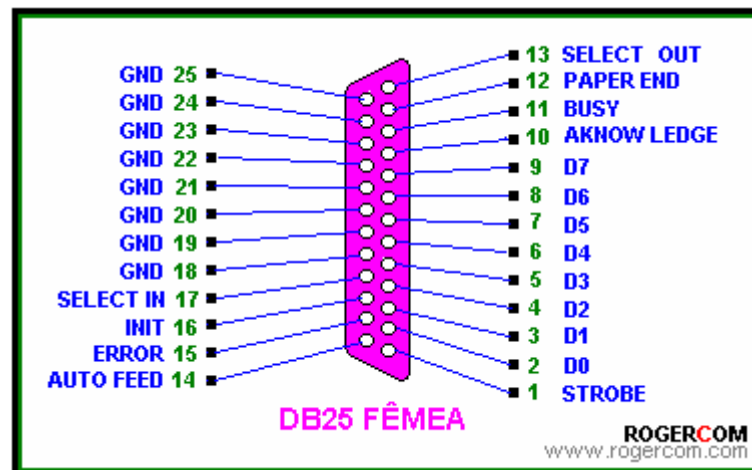 GND 25
GND 24
GND 23
GND 22
GND 21
GND 20
GND 19
GND 18
SELECT IN 17
INIT 16
ERROR 15
AUTO FEED 14
13 SELECT OUT
12 PAPER END
11 BUSY
10 AKNOW LEDGE
9 D7
8 D6
7 D5
6 D4
5 D3
4 D2
3 D1
2 D0
1 STROBE
DB25 FÊMEA
ROGERCOM
www.rogercom.com